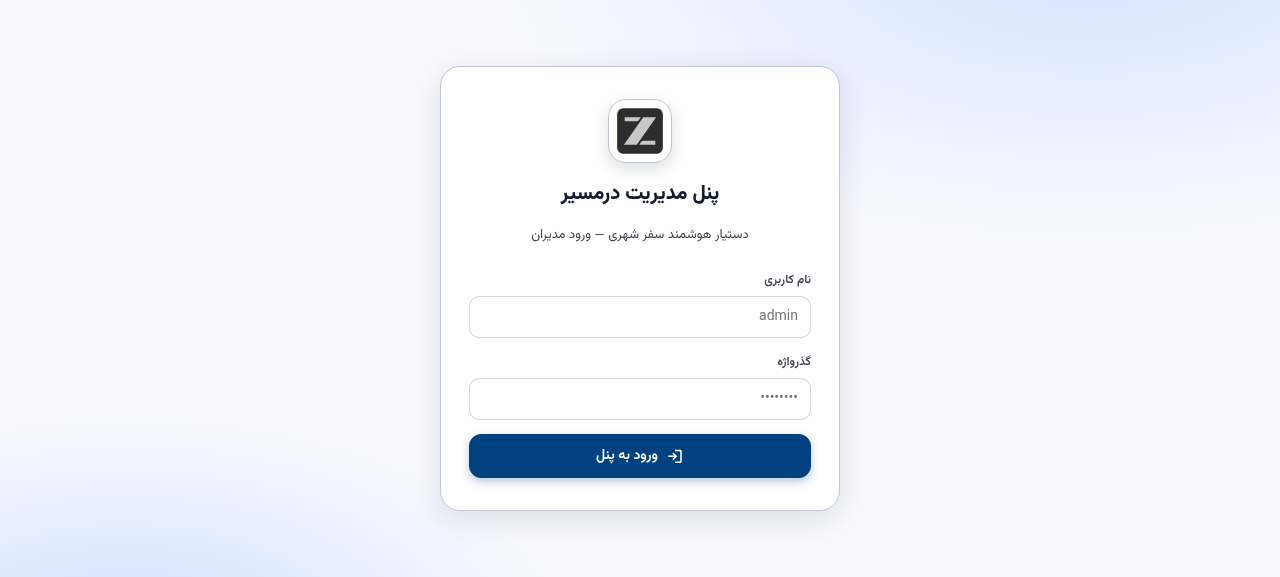 Z
پنل مدیریت درمسیر
دستیار هوشمند سفر شهری — ورود مدیران
نام کاربری
admin
گذرواژه
••••••••
ورود به پنل